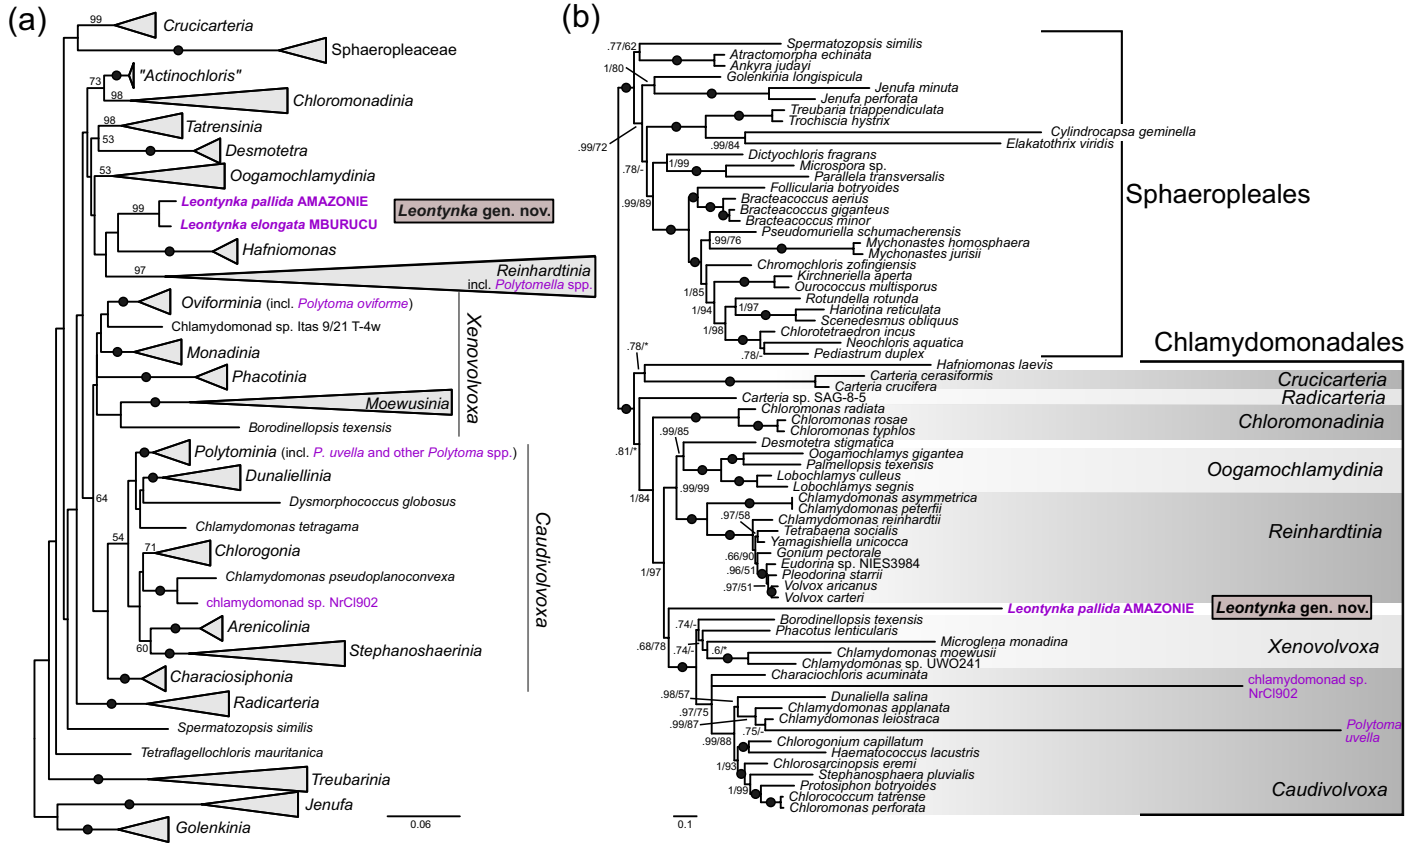 (a)
99
Crucicarteria
Sphaeropleaceae
73
"Actinochloris"
98
Chloromonadinia
98
Tatrensinia
53
Desmotetra
53
Oogamochlamydinia
99
Leontynka pallida AMAZONIE
Leontynka elongata MBURUCU
Leontynka gen. nov.
Hafniomonas
97
Reinhardtinia
incl. Polytomella spp.
Oviforminia (incl. Polytoma oviforme)
Chlamydomonad sp. Itas 9/21 T-4w
Monadinia
Phacotinia
Moewusinia
Borodinellopsis texensis
Xenovolvoxa
64
Polytominia (incl. P. uvella and other Polytoma spp.)
Dunaliellinia
Dysmorphococcus globosus
Chlamydomonas tetragama
54
71
Chlorogonia
Chlamydomonas pseudoplanoconvexa
chlamydomonad sp. NrCl902
Arenicolinia
60
Stephanoshaerinia
Characiosiphonia
Caudivolvoxa
Radicarteria
Spermatozopsis similis
Tetraflagellochloris mauritanica
Treubarinia
Jenufa
Golenkinia
0.06
(b)
.77/62
Spermatozopsis similis
Atractomorpha echinata
Ankyra judayi
1/80
Golenkinia longispicula
Jenufa minuta
Jenufa perforata
Treubaria triappendiculata
Trochiscia hystrix
Cylindrocapsa geminella
.99/84
Elakatothrix viridis
.99/72
Dictyochloris fragrans
1/99
Microspora sp.
Parallela transversalis
.78/-
Follicularia botryoides
Bracteacoccus aerius
.99/89
Bracteacoccus giganteus
Bracteacoccus minor
Pseudomuriella schumacherensis
.99/76
Mychonastes homosphaera
Mychonastes jurisii
Chromochloris zofingiensis
Kirchneriella aperta
1/85
Ourococcus multisporus
Rotundella rotunda
1/94
1/97
Hariotina reticulata
Scenedesmus obliquus
1/98
Chlorotetraedron incus
Neochloris aquatica
.78/-
Pediastrum duplex
Sphaeropleales
Chlamydomonadales
.78/*
Hafniomonas laevis
Carteria cerasiformis
Carteria crucifera
Crucicarteria
Carteria sp. SAG-8-5
Radicarteria
Chloromonas radiata
Chloromonas rosae
Chloromonas typhlos
Chloromonadinia
.81/*
.99/85
Desmotetra stigmatica
Oogamochlamys gigantea
Palmellopsis texensis
Lobochlamys culleus
Lobochlamys segnis
Oogamochlamydinia
.99/99
1/84
Chlamydomonas asymmetrica
Chlamydomonas peterfii
.97/58
Chlamydomonas reinhardtii
Tetrabaena socialis
Yamagishiella unicocca
.66/90
Gonium pectorale
Eudorina sp. NIES3984
.96/51
Pleodorina starrii
.97/51
Volvox aricanus
Volvox carteri
Reinhardtinia
1/97
Leontynka pallida AMAZONIE
Leontynka gen. nov.
.74/-
Borodinellopsis texensis
Phacotus lenticularis
.68/78
.74/-
Microglena monadina
.6/*
Chlamydomonas moewusii
Chlamydomonas sp. UWO241
Xenovolvoxa
Characiochloris acuminata
chlamydomonad sp.
NrCl902
.98/57
Dunaliella salina
.97/75
Chlamydomonas applanata
.99/87
Chlamydomonas leiostraca
.75/-
Polytoma
uvella
.99/88
Chlorogonium capillatum
Haematococcus lacustris
1/93
Chlorosarcinopsis eremi
Stephanosphaera pluvialis
1/99
Protosiphon botryoides
Chlorococcum tatrense
Chloromonas perforata
Caudivolvoxa
0.1